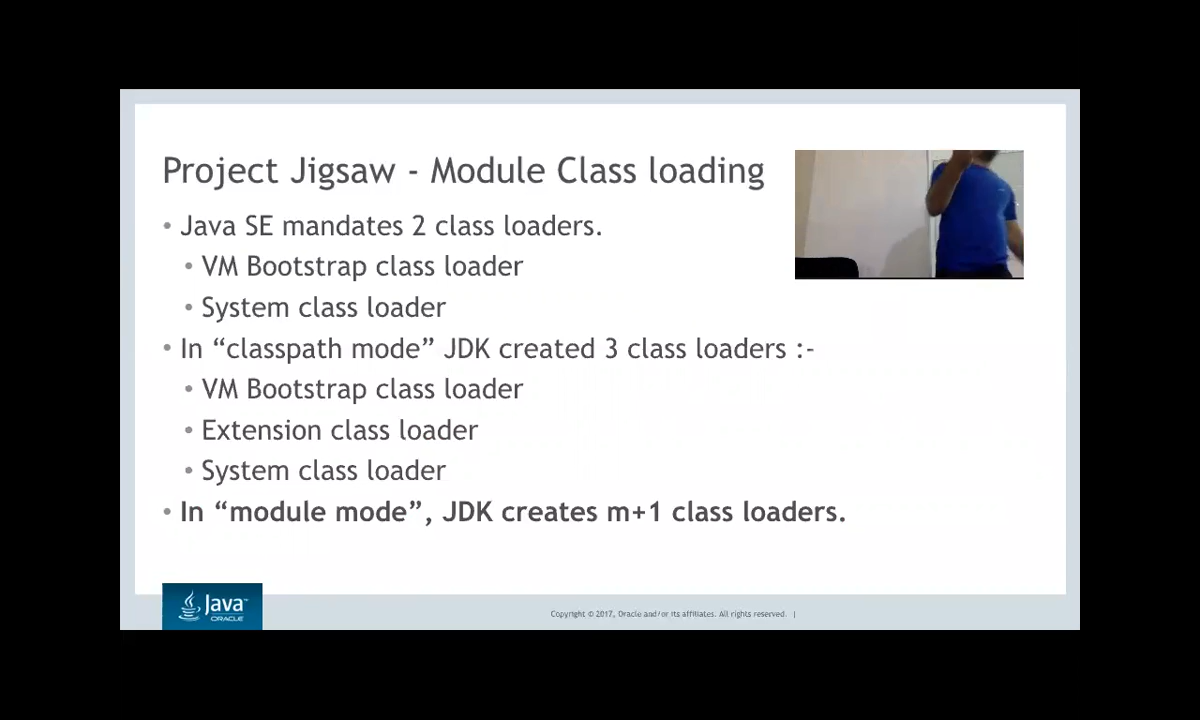 Project Jigsaw - Module Class loading
• Java SE mandates 2 class loaders.
• VM Bootstrap class loader
• System class loader
• In “classpath mode” JDK created 3 class loaders :-
• VM Bootstrap class loader
• Extension class loader
• System class loader
• In “module mode”, JDK creates m+1 class loaders.
Java™
ORACLE
Copyright © 2017, Oracle and/or its affiliates. All rights reserved. |